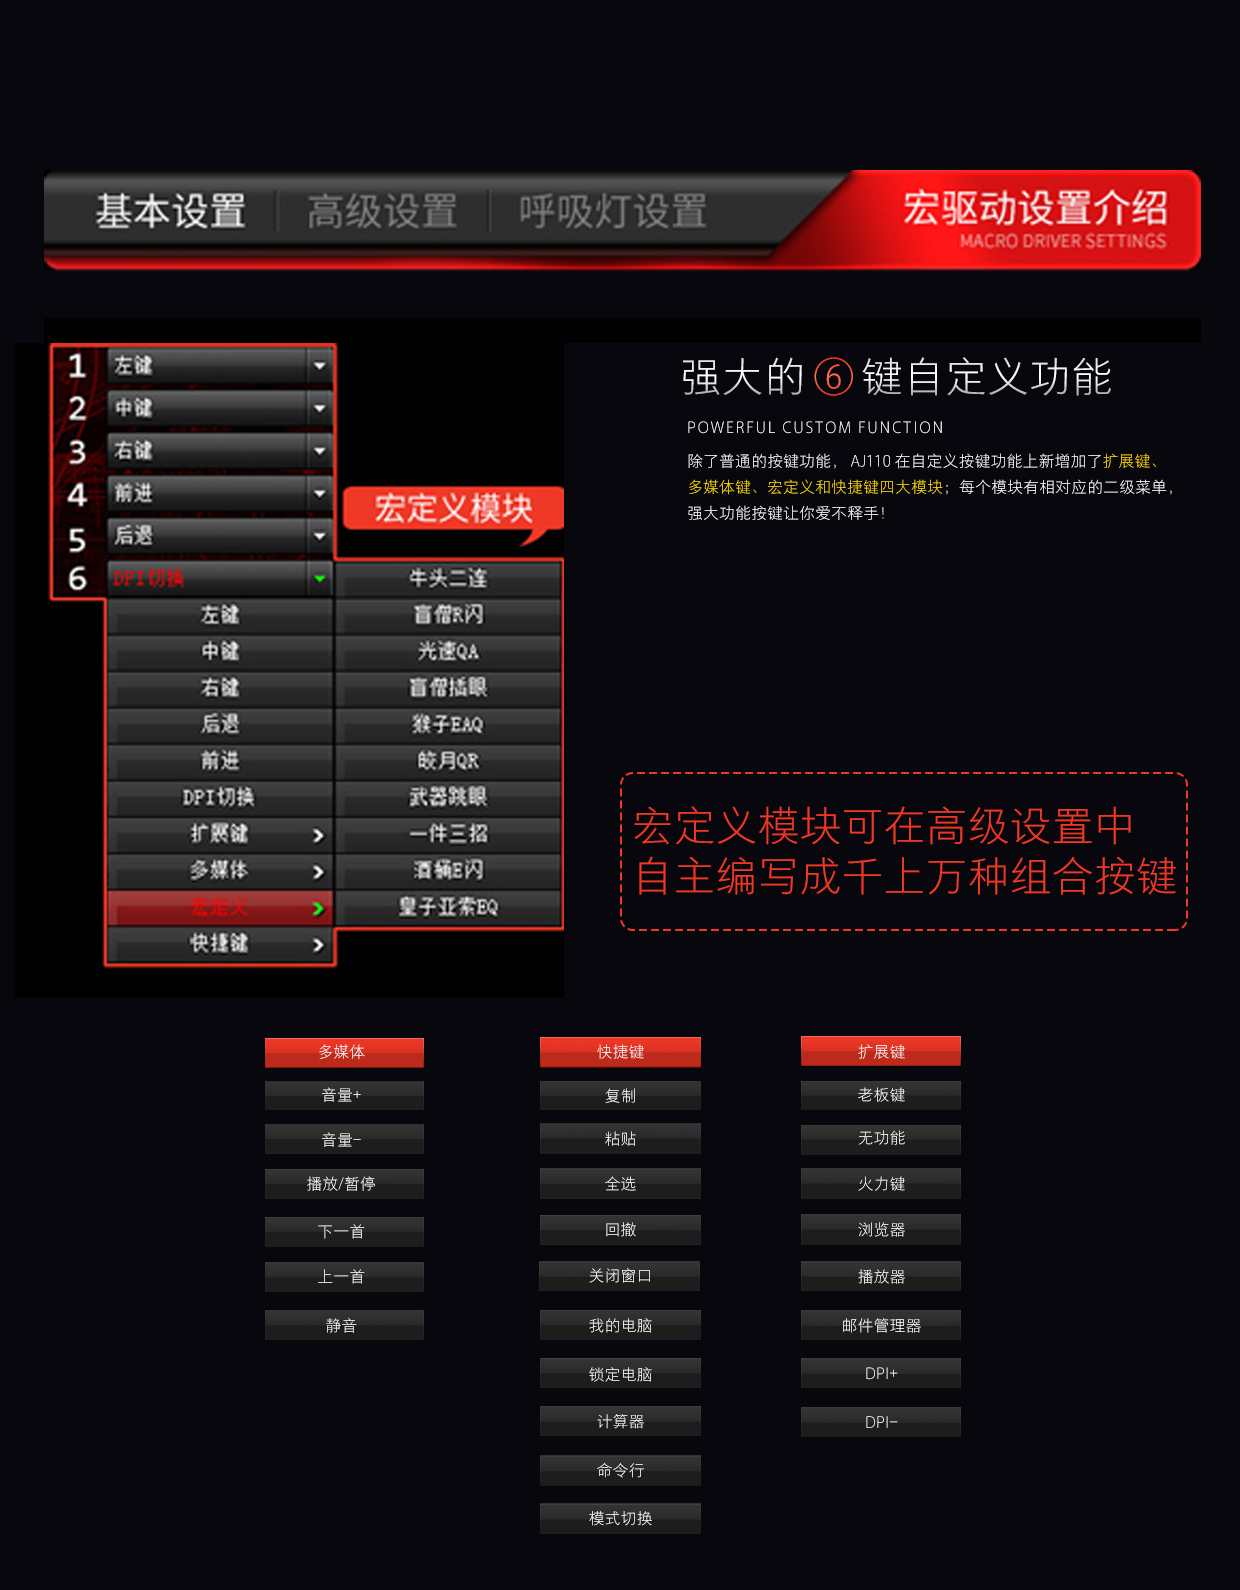 基本设置
高级设置
呼吸灯设置
宏驱动设置介绍
MACRO DRIVER SETTINGS
1 左键
2 中键
3 右键
4 前进
5 后退
6 DPI切换
左键
中键
右键
后退
前进
DPI切换
扩展键
多媒体
宏定义
快捷键
宏定义模块
牛头二连
盲僧R闪
光速QA
盲僧插眼
猴子EAQ
皎月QR
武器跳眼
一件三招
酒桶E闪
皇子亚索EQ
强大的⑥键自定义功能
POWERFUL CUSTOM FUNCTION
除了普通的按键功能, AJ110 在自定义按键功能上新增加了扩展键、
多媒体键、宏定义和快捷键四大模块; 每个模块有相对应的二级菜单,
强大功能按键让你爱不释手!
宏定义模块可在高级设置中
自主编写成千上万种组合按键
多媒体
音量+
音量-
播放/暂停
下一首
上一首
静音
快捷键
复制
粘贴
全选
回撤
关闭窗口
我的电脑
锁定电脑
计算器
命令行
模式切换
扩展键
老板键
无功能
火力键
浏览器
播放器
邮件管理器
DPI+
DPI-